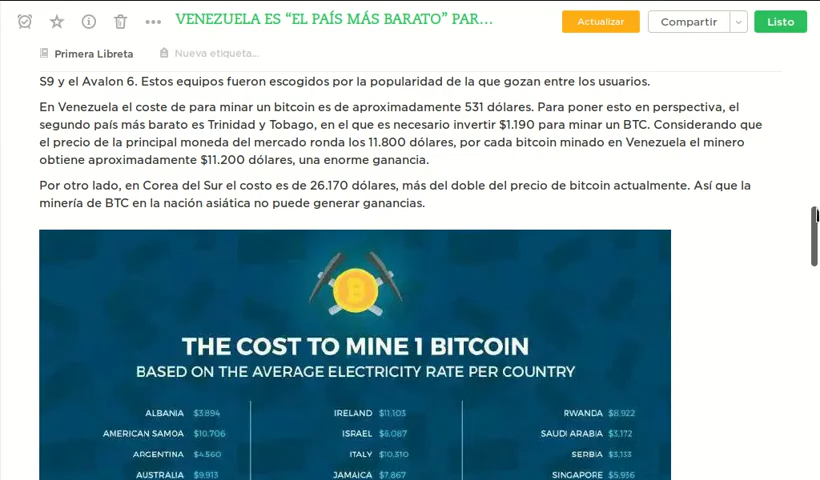 VENEZUELA ES “EL PAÍS MÁS BARATO” PAR...
Actualizar
Compartir
Listo
Primera Libreta
Nueva etiqueta...
S9 y el Avalon 6. Estos equipos fueron escogidos por la popularidad de la que gozan entre los usuarios.
En Venezuela el coste de para minar un bitcoin es de aproximadamente 531 dólares. Para poner esto en perspectiva, el
segundo país más barato es Trinidad y Tobago, en el que es necesario invertir $1.190 para minar un BTC. Considerando que
el precio de la principal moneda del mercado ronda los 11.800 dólares, por cada bitcoin minado en Venezuela el minero
obtiene aproximadamente $11.200 dólares, una enorme ganancia.
Por otro lado, en Corea del Sur el costo es de 26.170 dólares, más del doble del precio de bitcoin actualmente. Así que la
minería de BTC en la nación asiática no puede generar ganancias.
THE COST TO MINE 1 BITCOIN
BASED ON THE AVERAGE ELECTRICITY RATE PER COUNTRY
ALBANIA $3,894 IRELAND $11,103 RWANDA $8,922
AMERICAN SAMOA $10,706 ISRAEL $6,087 SAUDI ARABIA $3,172
ARGENTINA $4,560 ITALY $10,310 SERBIA $3,133
AUSTRALIA $9,913 JAMAICA $7,867 SINGAPORE $5,936